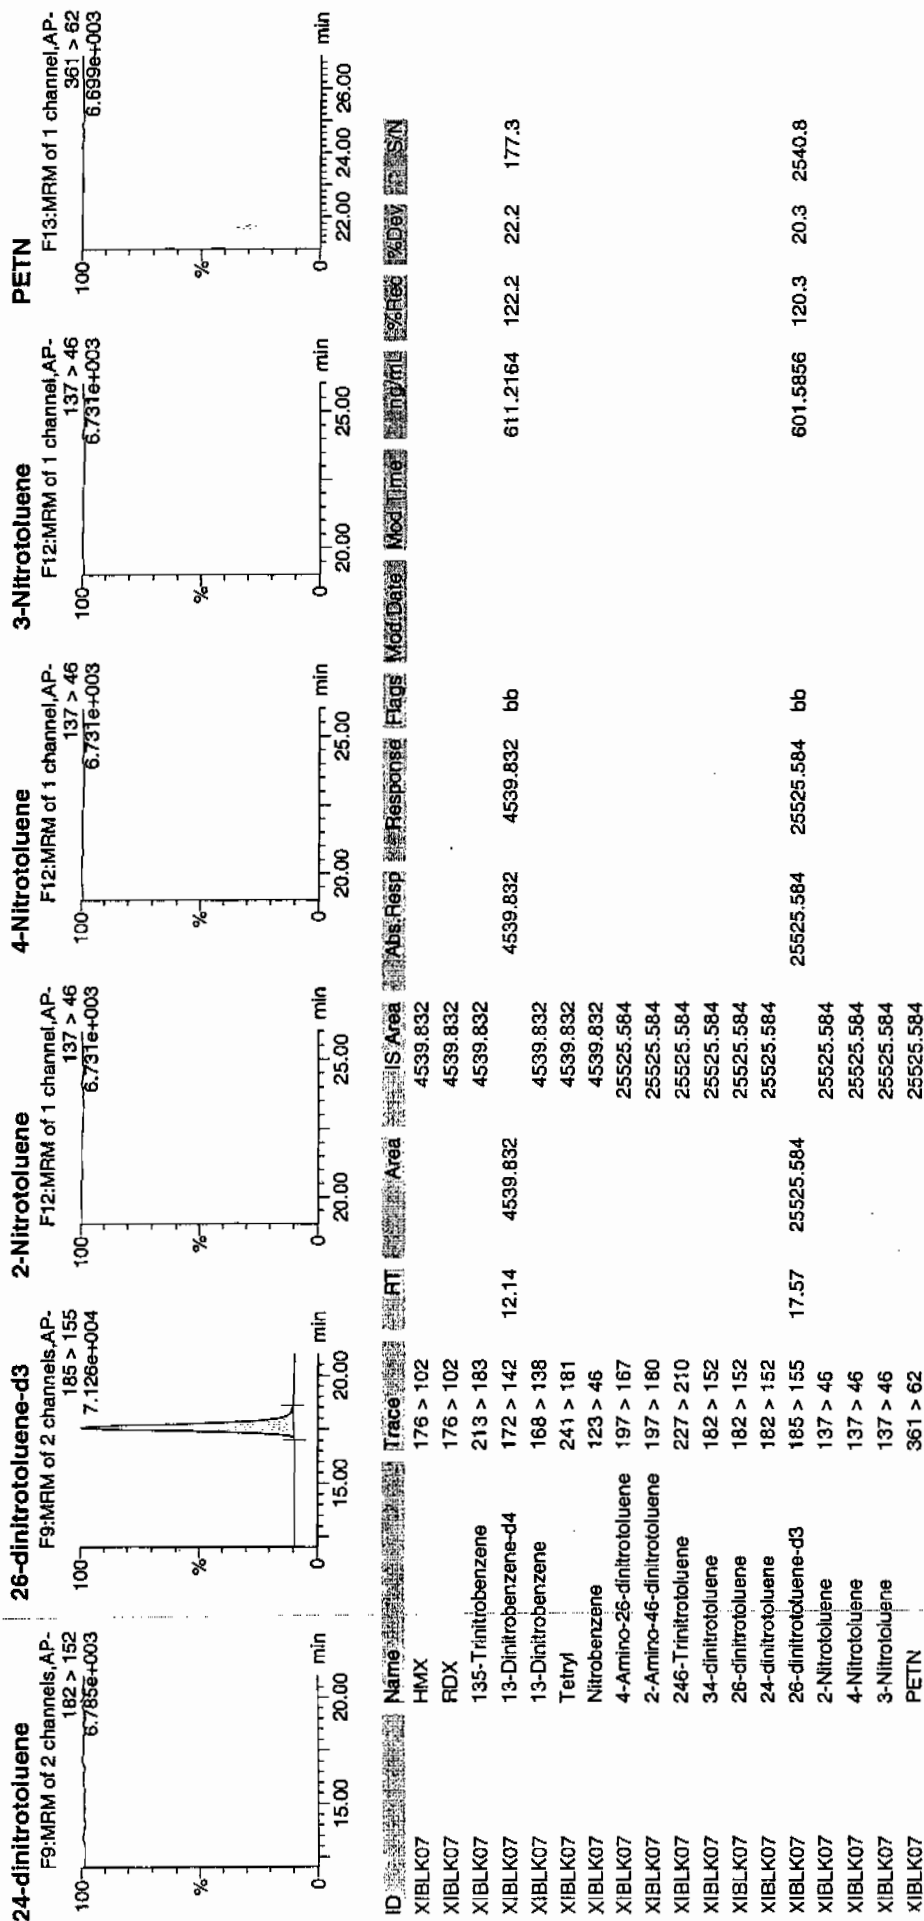 24-dinitrotoluene
F9:MRM of 2 channels,AP-
182 > 152
6.785e+003
100
%
0
15.00 20.00 min
26-dinitrotoluene-d3
F9:MRM of 2 channels,AP-
185 > 155
7.126e+004
100
%
0
15.00 20.00 min
2-Nitrotoluene
F12:MRM of 1 channel,AP-
137 > 46
6.731e+003
100
%
0
20.00 25.00 min
4-Nitrotoluene
F12:MRM of 1 channel,AP-
137 > 46
6.731e+003
100
%
0
20.00 25.00 min
3-Nitrotoluene
F12:MRM of 1 channel,AP-
137 > 46
6.731e+003
100
%
0
20.00 25.00 min
PETN
F13:MRM of 1 channel,AP-
361 > 62
6.699e+003
100
%
0
22.00 24.00 26.00 min
ID Name Trace RT Area IS Area Abs.Resp Response Flags Mod.Date Mod.Time ng/mL %Rec %Dev S/N
XIBLK07 HMX 176 > 102 4539.832
XIBLK07 RDX 176 > 102 4539.832
XIBLK07 135-Trinitrobenzene 213 > 183 4539.832
XIBLK07 13-Dinitrobenzene-d4 172 > 142 12.14 4539.832 4539.832 4539.832 bb 611.2164 122.2 22.2 177.3
XIBLK07 13-Dinitrobenzene 168 > 138 4539.832
XIBLK07 Tetryl 241 > 181 4539.832
XIBLK07 Nitrobenzene 123 > 46 4539.832
XIBLK07 4-Amino-26-dinitrotoluene 197 > 167 25525.584
XIBLK07 2-Amino-46-dinitrotoluene 197 > 180 25525.584
XIBLK07 246-Trinitrotoluene 227 > 210 25525.584
XIBLK07 34-dinitrotoluene 182 > 152 25525.584
XIBLK07 26-dinitrotoluene 182 > 152 25525.584
XIBLK07 24-dinitrotoluene 182 > 152 25525.584
XIBLK07 26-dinitrotoluene-d3 185 > 155 17.57 25525.584 25525.584 25525.584 bb 601.5856 120.3 20.3 2540.8
XIBLK07 2-Nitrotoluene 137 > 46 25525.584
XIBLK07 4-Nitrotoluene 137 > 46 25525.584
XIBLK07 3-Nitrotoluene 137 > 46 25525.584
XIBLK07 PETN 361 > 62 25525.584